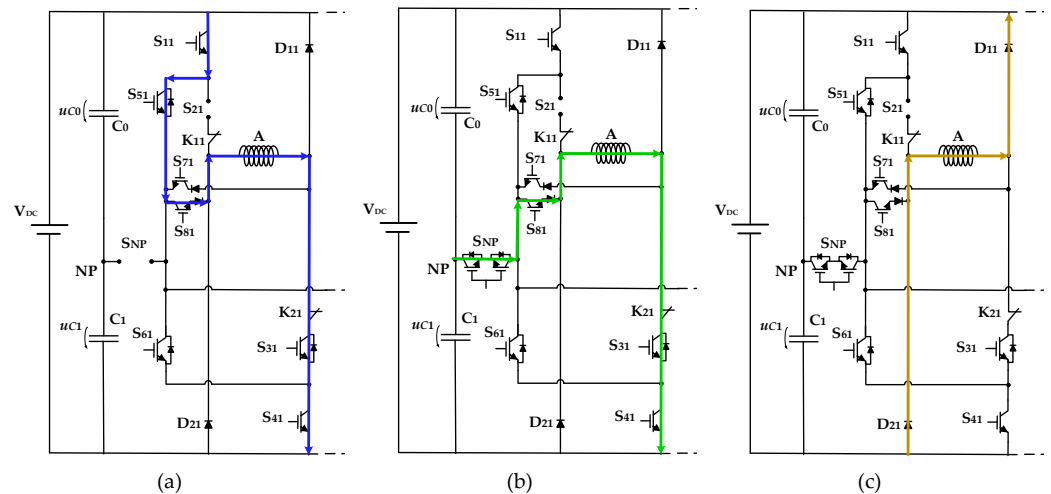 S11
D11
S51
uC0
C0
S21
K11
A
S71
S81
VDC
SNP
NP
uC1
C1
S61
K21
S31
D21
S41
(a)
S11
D11
S51
uC0
C0
S21
K11
A
S71
S81
VDC
SNP
NP
uC1
C1
S61
K21
S31
D21
S41
(b)
S11
D11
S51
uC0
C0
S21
K11
A
S71
S81
VDC
SNP
NP
uC1
C1
S61
K21
S31
D21
S41
(c)